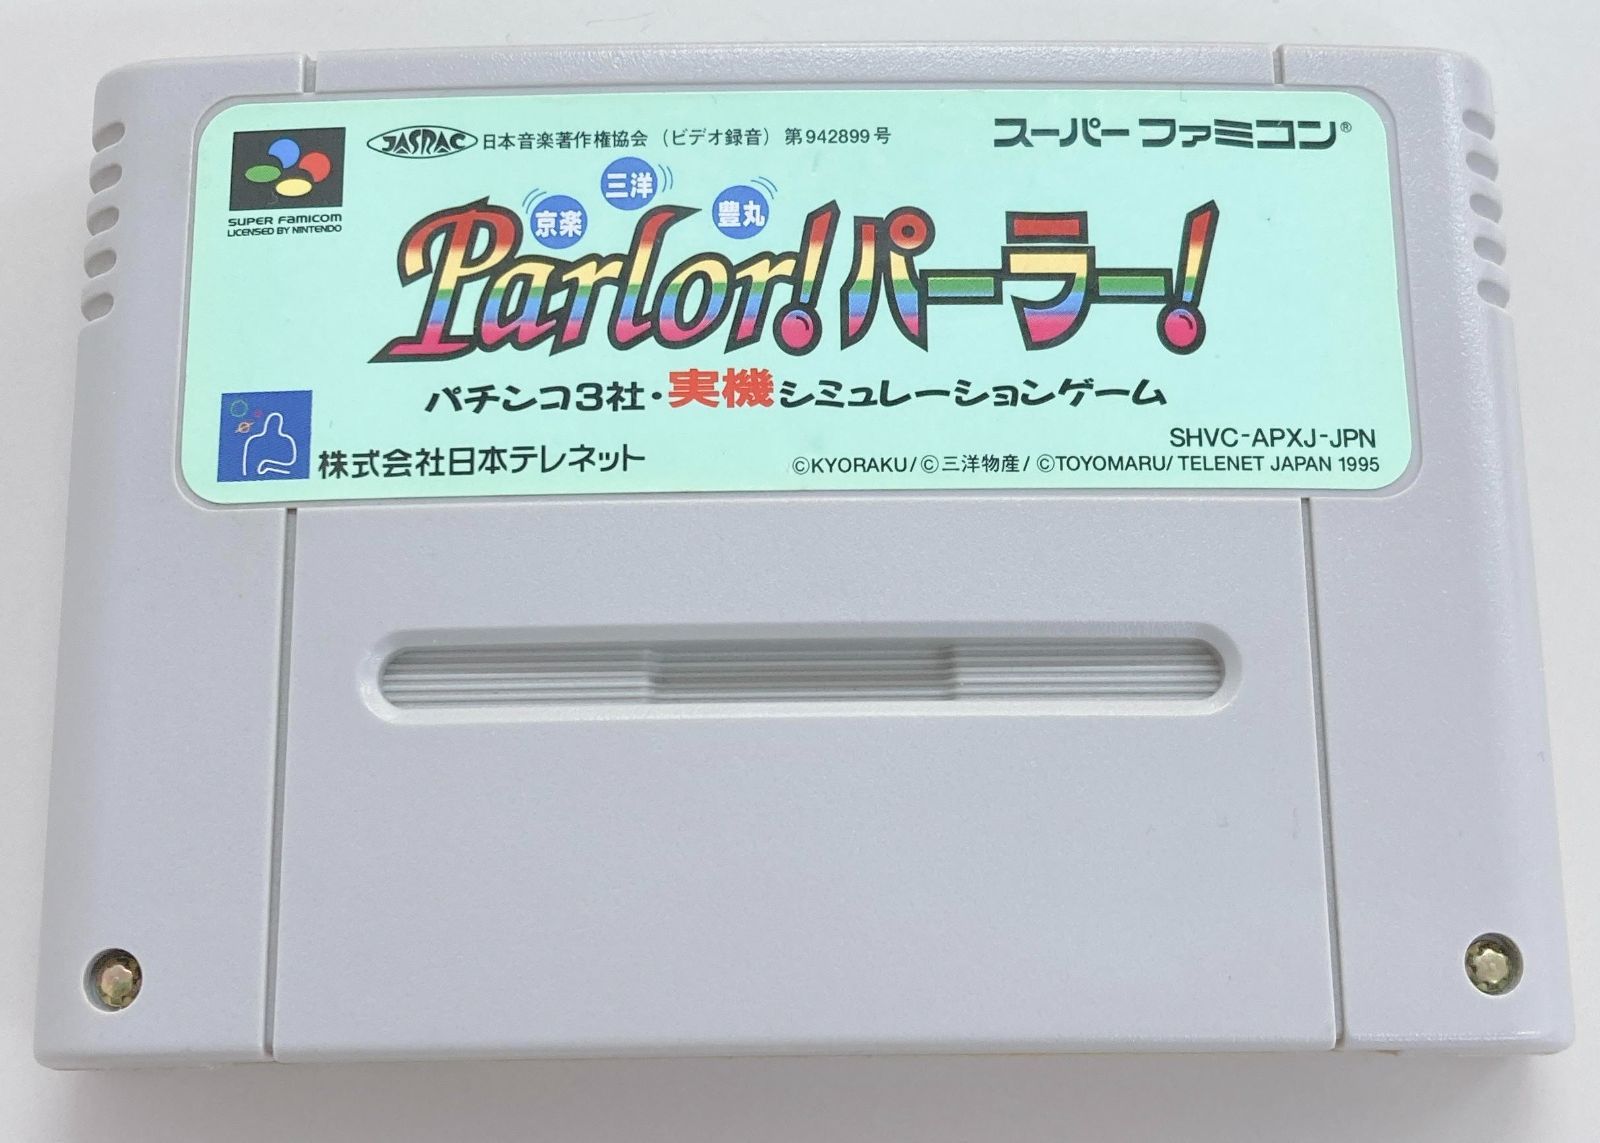 JASRAC 日本音楽著作権協会 (ビデオ録音) 第942899号
スーパーファミコン®
SUPER FAMICOM
LICENSED BY NINTENDO
京楽 三洋 豊丸
Parlor! パーラー!
パチンコ3社・実機シミュレーションゲーム
株式会社日本テレネット
SHVC-APXJ-JPN
©KYORAKU/©三洋物産/©TOYOMARU/TELENET JAPAN 1995